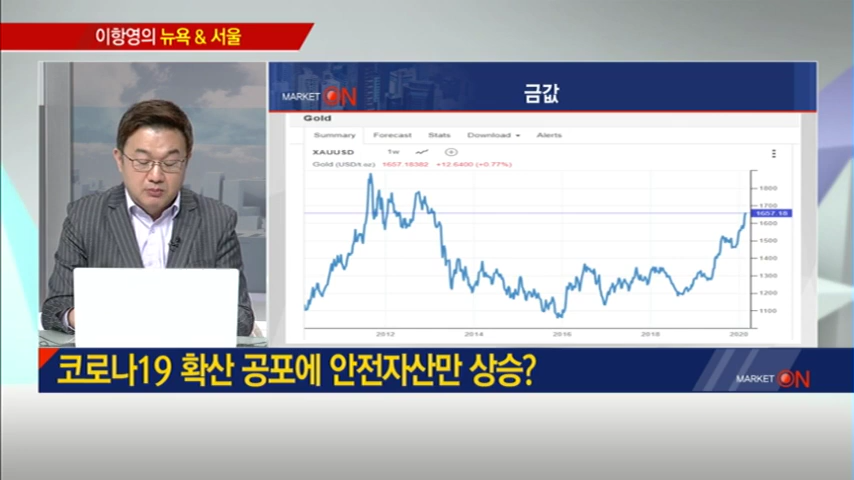 이항영의 뉴욕 & 서울
MARKET ON
금값
Gold
Summary Forecast Stats Download Alerts
XAUUSD 1w
Gold (USD/t oz) 1657.18382 +12.6400 (+0.77%)
1800
1700
1657.18
1600
1500
1400
1300
1200
1100
2012 2014 2016 2018 2020
코로나19 확산 공포에 안전자산만 상승?
MARKET ON